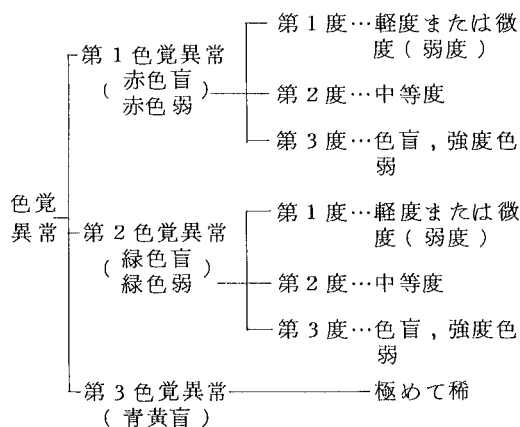 色覚異常
第1色覚異常
(赤色盲
赤色弱)
第1度…軽度または微
度(弱度)
第2度…中等度
第3度…色盲,強度色
弱
第2色覚異常
(緑色盲
緑色弱)
第1度…軽度または微
度(弱度)
第2度…中等度
第3度…色盲,強度色
弱
第3色覚異常
(青黄盲)
極めて稀